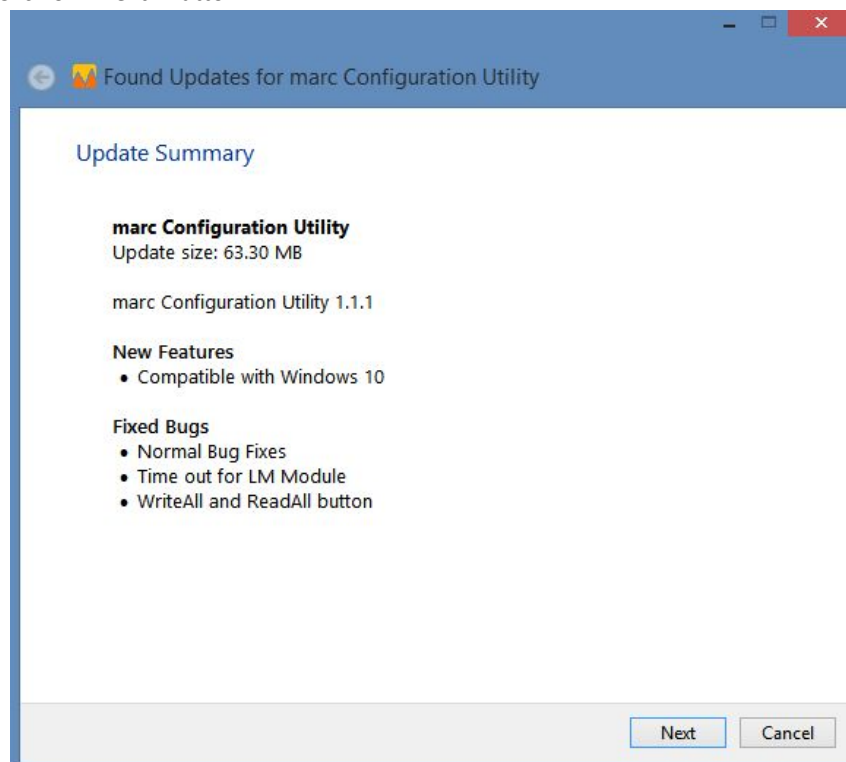 Found Updates for marc Configuration Utility
Update Summary
marc Configuration Utility
Update size: 63.30 MB
marc Configuration Utility 1.1.1
New Features
• Compatible with Windows 10
Fixed Bugs
• Normal Bug Fixes
• Time out for LM Module
• WriteAll and ReadAll button
Next Cancel